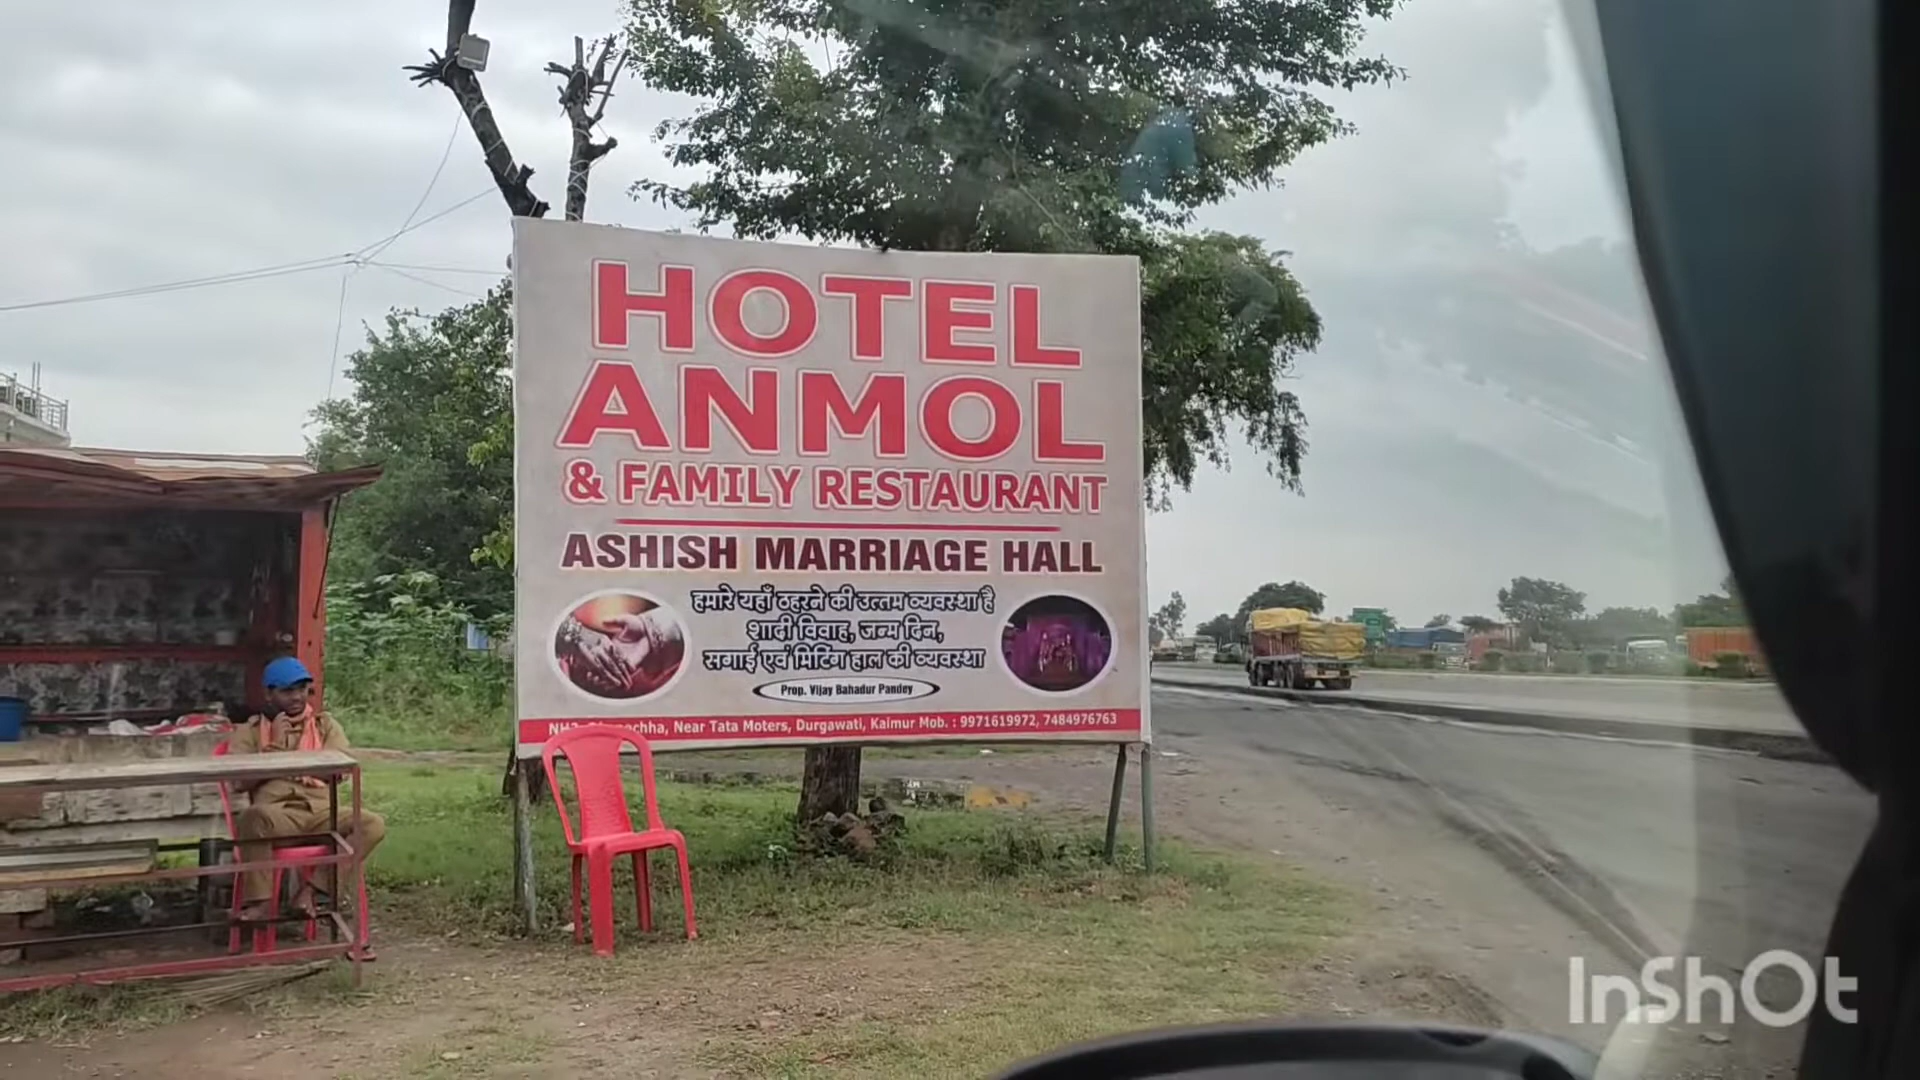 HOTEL
ANMOL
& FAMILY RESTAURANT
ASHISH MARRIAGE HALL
हमारे यहाँ ठहरने की उत्तम व्यवस्था है
शादी विवाह, जन्म दिन,
सगाई एवं मिटिंग हाल की व्यवस्था
Prop. Vijay Bahadur Pandey
Near Tata Moters, Durgawati, Kaimur Mob. : 9971619972, 7484976763
InShOt